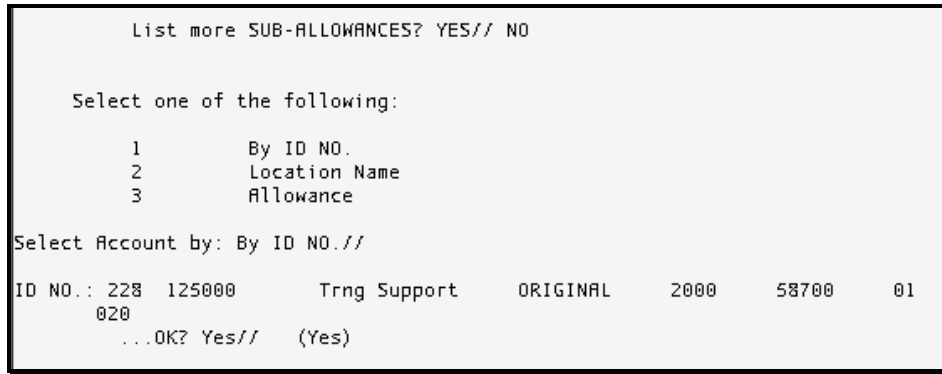 List more SUB-ALLOWANCES? YES// NO
Select one of the following:
1 By ID NO.
2 Location Name
3 Allowance
Select Account by: By ID NO.//
ID NO.: 228 125000 Trng Support ORIGINAL 2000 58700 01
020
...OK? Yes// (Yes)